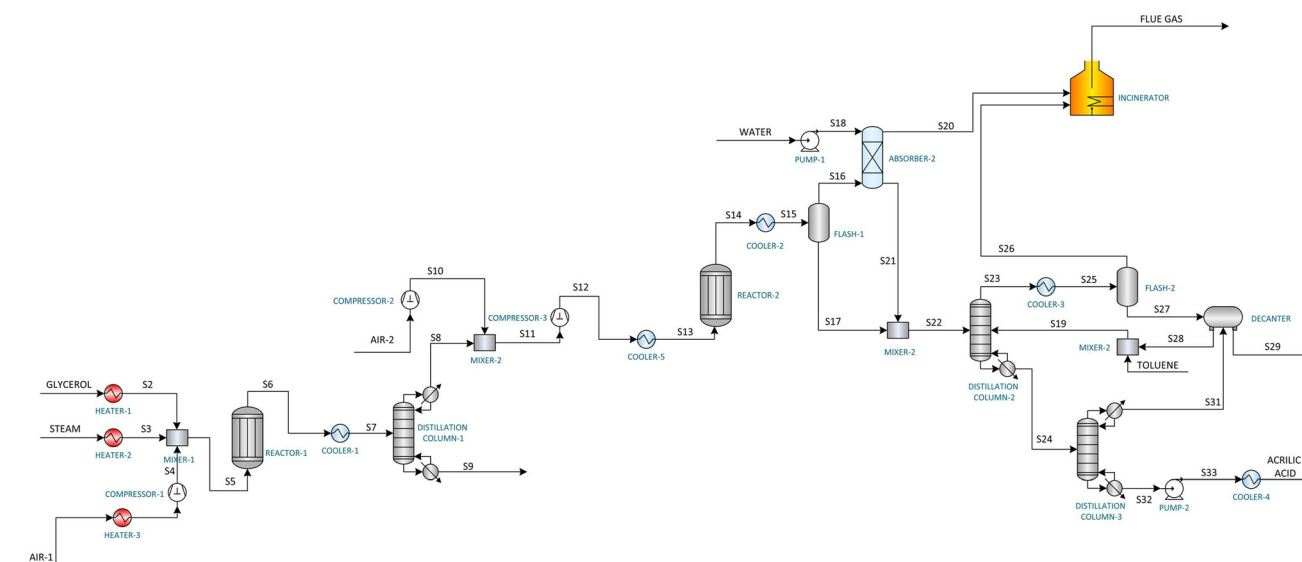 FLUE GAS
INCINERATOR
S20
S18
WATER
PUMP-1
ABSORBER-2
S16
S14
S15
FLASH-1
COOLER-2
S26
S21
S10
S23
S25
FLASH-2
COMPRESSOR-2
S12
REACTOR-2
COOLER-3
S27
COMPRESSOR-3
S17
S22
S19
DECANTER
AIR-2
S8
S11
S13
S28
MIXER-2
MIXER-2
MIXER-2
S29
COOLER-5
TOLUENE
GLYCEROL
S2
S6
DISTILLATION
COLUMN-2
HEATER-1
S31
STEAM
S3
S7
DISTILLATION
COLUMN-1
S24
HEATER-2
MIXER-1
REACTOR-1
COOLER-1
S4
S9
ACRILIC
ACID
S5
S33
COMPRESSOR-1
S32
COOLER-4
DISTILLATION
COLUMN-3
PUMP-2
HEATER-3
AIR-1